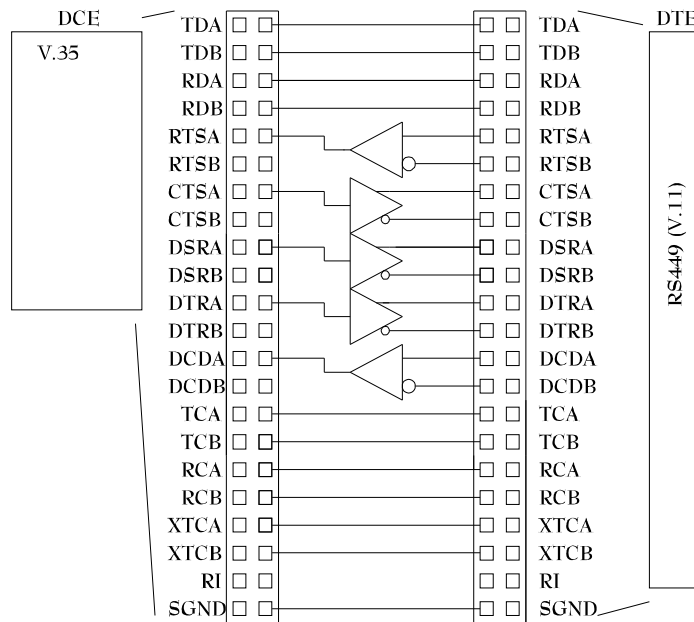 DCE
DTE
V.35
TDA TDA
TDB TDB
RDA RDA
RDB RDB
RTSA RTSA
RTSB RTSB
CTSA CTSA
CTSB CTSB
DSRA DSRA
DSRB DSRB
DTRA DTRA
DTRB DTRB
DCDA DCDA
DCDB DCDB
TCA TCA
TCB TCB
RCA RCA
RCB RCB
XTCA XTCA
XTCB XTCB
RI RI
SGND SGND
RS449 (V.11)